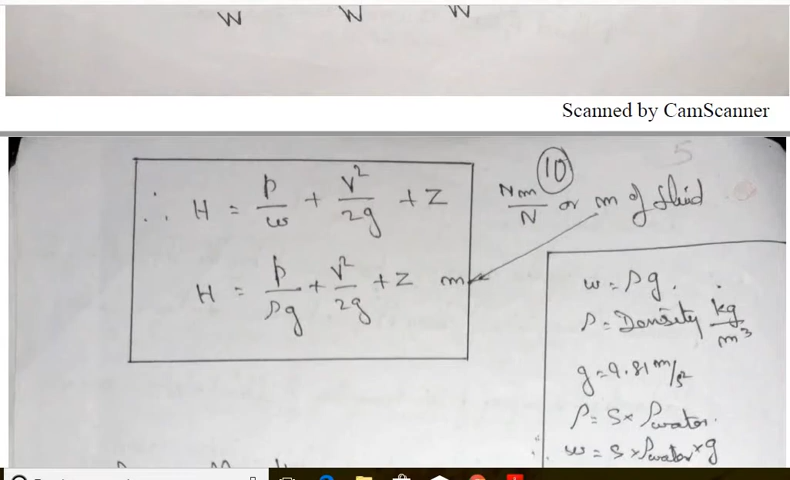 W W W
Scanned by CamScanner
5
∴ H = p/w + V²/2g + Z Nm/N or m of fluid 10
H = p/ρg + V²/2g + Z m
w = ρg.
ρ = Density kg/m³
g = 9.81 m/s²
ρ = S × ρwater.
∴ w = S × ρwater × g